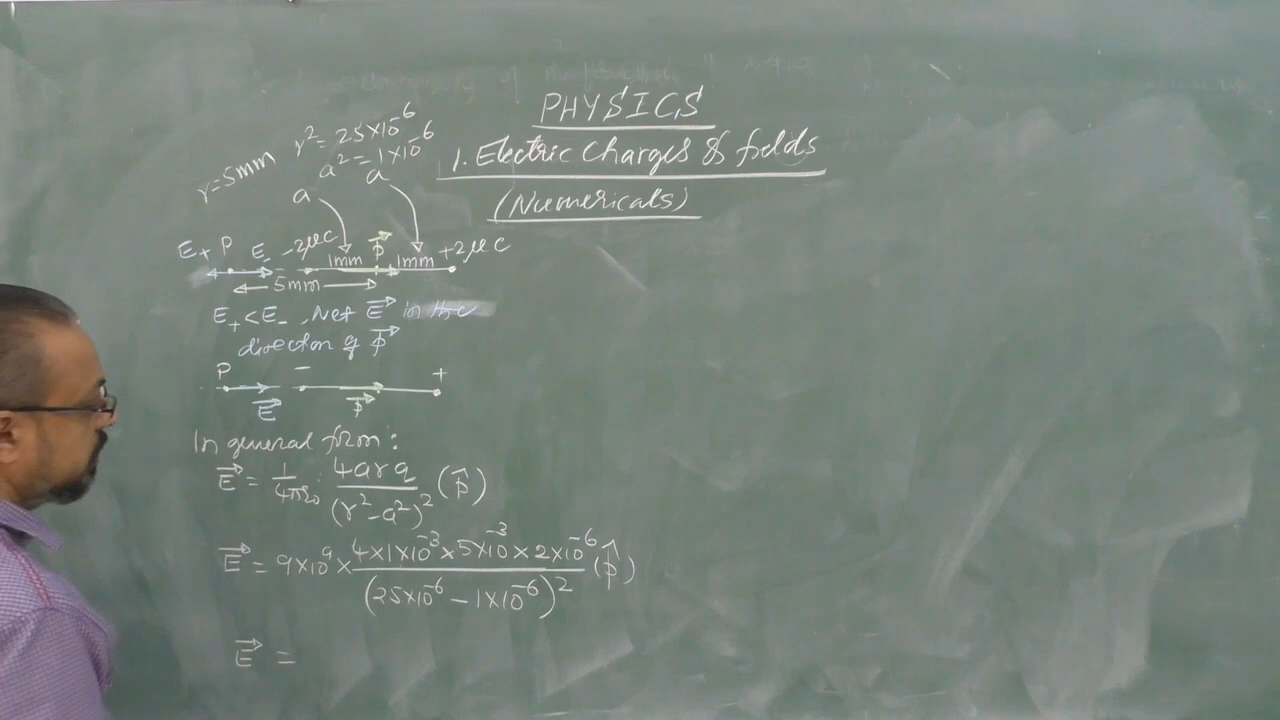 PHYSICS
1. Electric Charges & fields
(Numericals)
r=5mm
r² = 25×10⁻⁶
a² = 1×10⁻⁶
a a
E₊ P E₋ -2μC p⃗ +2μC
1mm 1mm
5mm
E₊ < E₋, Net E⃗ in the
direction of p⃗
P − +
E⃗ p⃗
In general form:
E⃗ = 1/4πε₀ · 4arq/(r²-a²)² (p̂)
E⃗ = 9×10⁹ × 4×1×10⁻³×5×10⁻³×2×10⁻⁶/(25×10⁻⁶ − 1×10⁻⁶)² (p̂)
E⃗ =